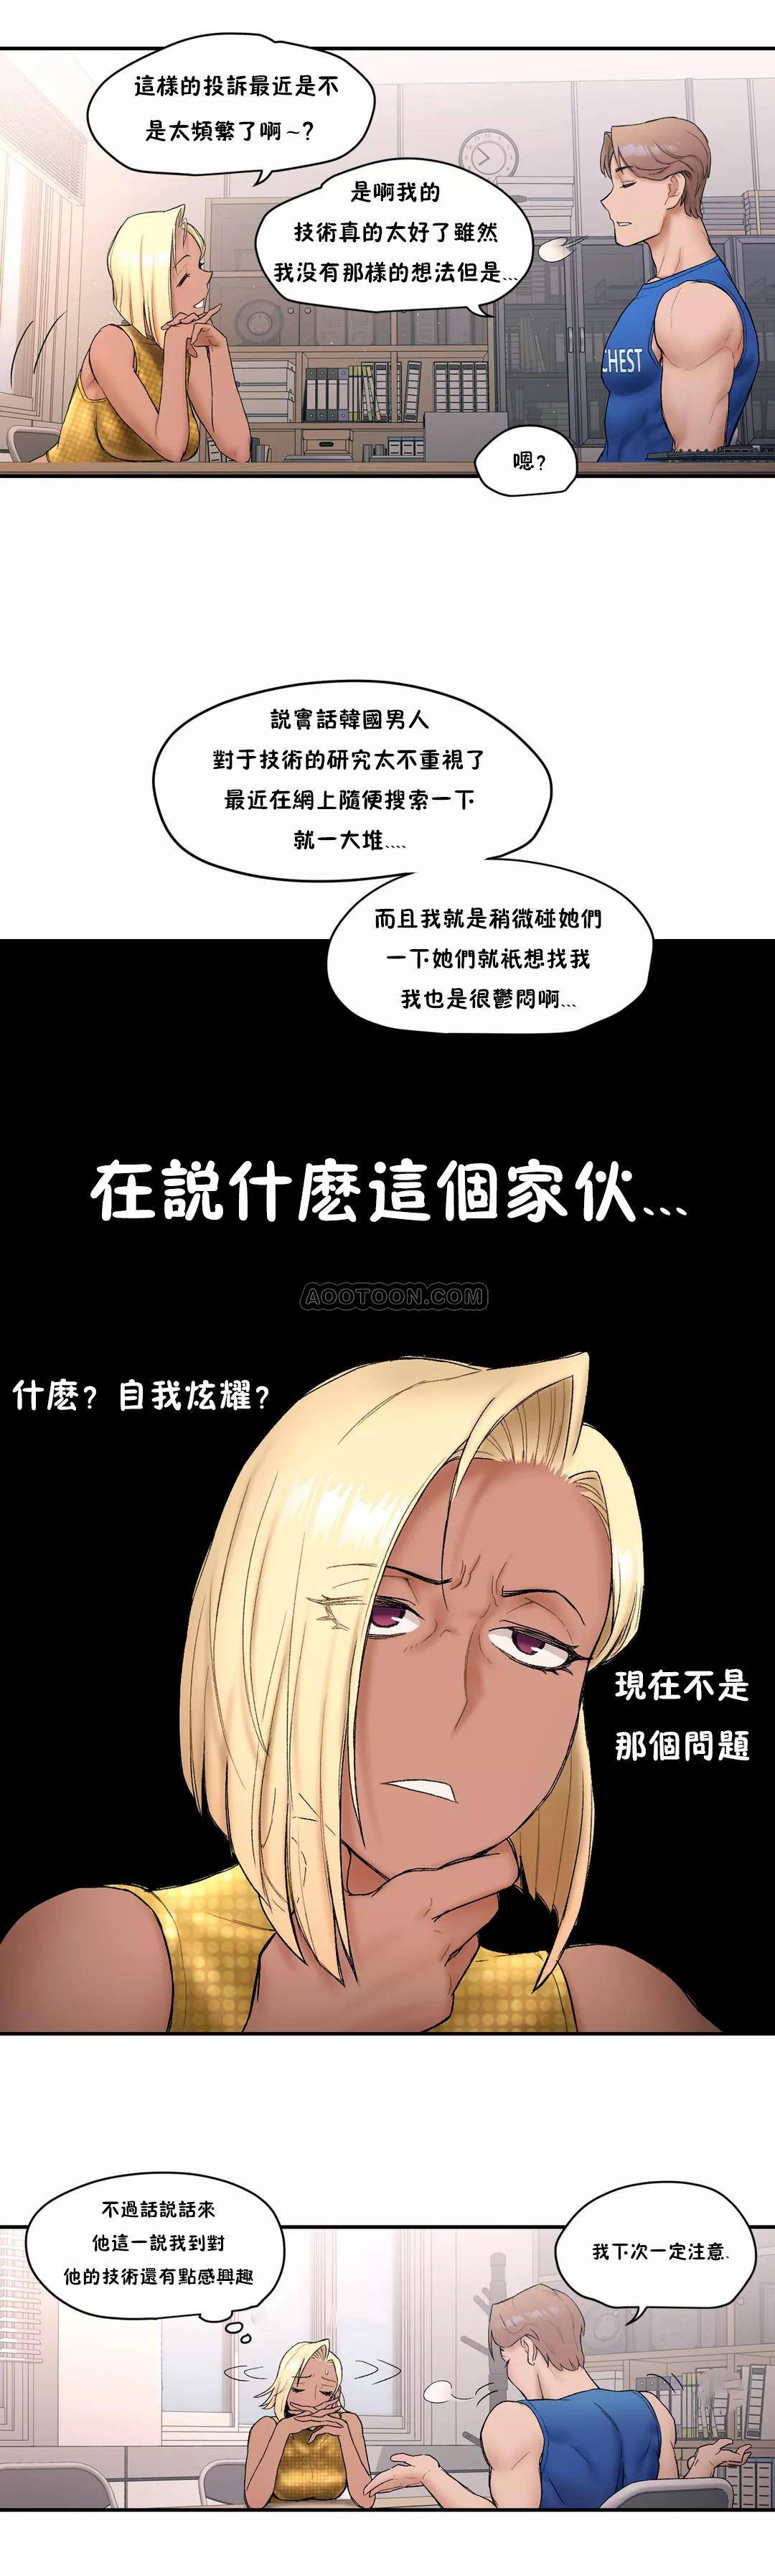 這樣的投訴最近是不
是太頻繁了啊~?
是啊我的
技術真的太好了雖然
我没有那樣的想法但是...
CHEST
嗯?
説實話韓國男人
對于技術的研究太不重視了
最近在網上隨便搜索一下
就一大堆....
而且我就是稍微碰她們
一下她們就衹想找我
我也是很鬱悶啊...
在説什麽這個家伙...
AOOTOON.COM
什麽? 自我炫耀?
現在不是
那個問題
不過話説話來
他這一説我到對
他的技術還有點感興趣
我下次一定注意.